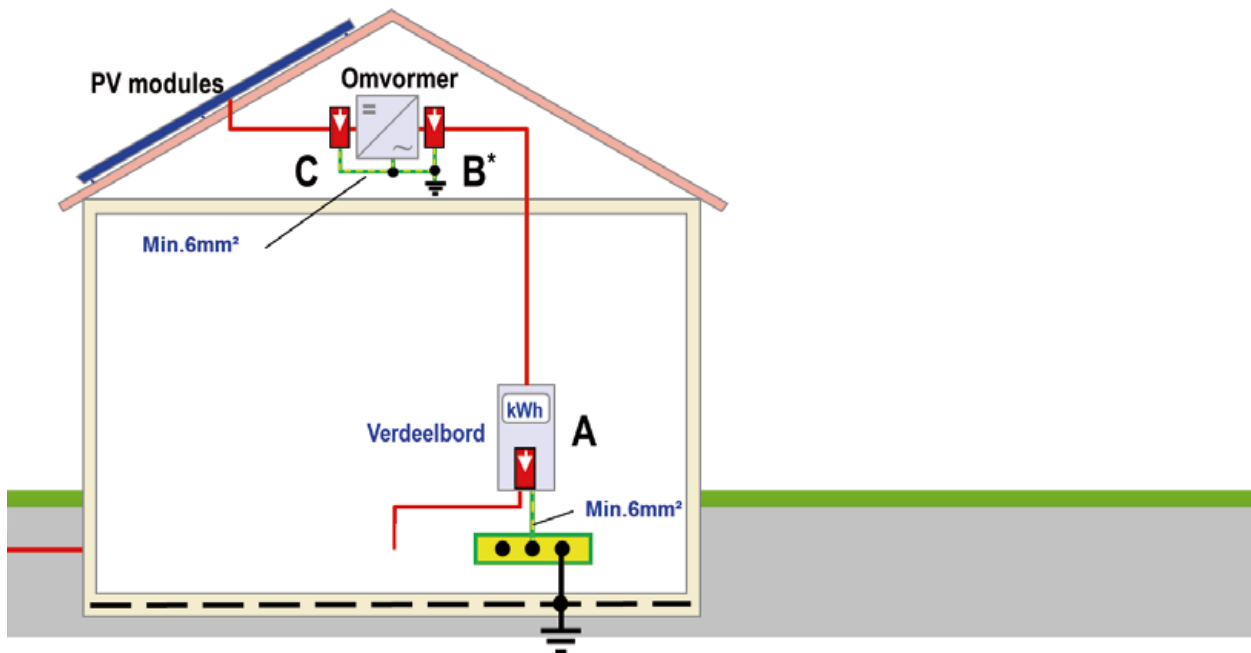 PV modules
Omvormer
C
B*
Min.6mm²
kWh
Verdeelbord
A
Min.6mm²